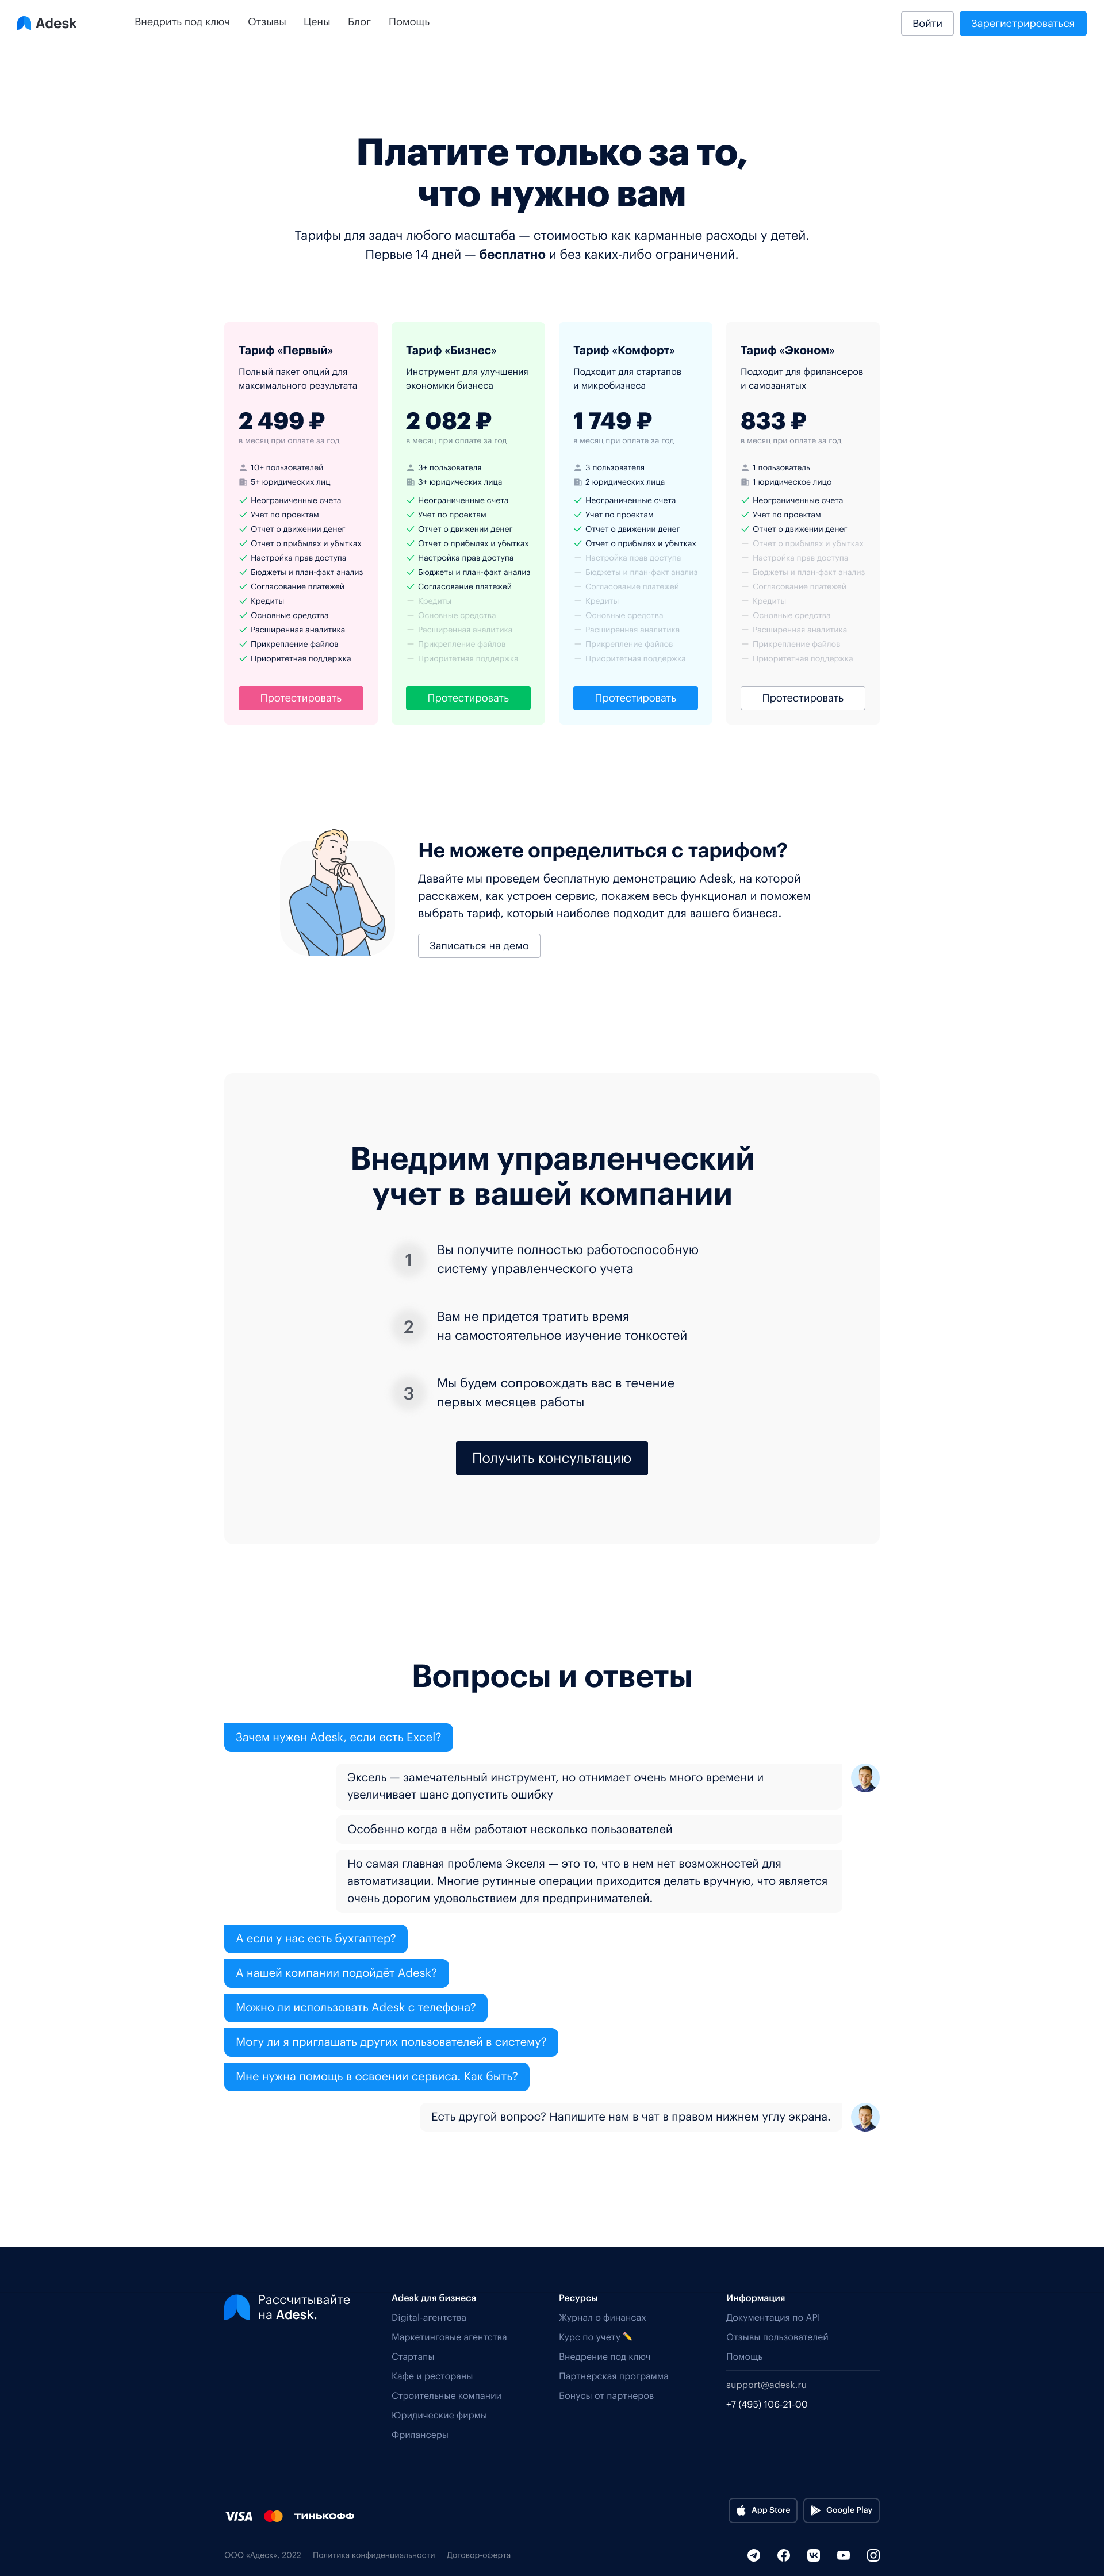 Adesk
Внедрить под ключ
Отзывы
Цены
Блог
Помощь
Войти
Зарегистрироваться
Платите только за то,
что нужно вам
Тарифы для задач любого масштаба — стоимостью как карманные расходы у детей.
Первые 14 дней — бесплатно и без каких-либо ограничений.
Тариф «Первый»
Полный пакет опций для
максимального результата
2 499 ₽
в месяц при оплате за год
10+ пользователей
5+ юридических лиц
Неограниченные счета
Учет по проектам
Отчет о движении денег
Отчет о прибылях и убытках
Настройка прав доступа
Бюджеты и план-факт анализ
Согласование платежей
Кредиты
Основные средства
Расширенная аналитика
Прикрепление файлов
Приоритетная поддержка
Протестировать
Тариф «Бизнес»
Инструмент для улучшения
экономики бизнеса
2 082 ₽
в месяц при оплате за год
3+ пользователя
3+ юридических лица
Неограниченные счета
Учет по проектам
Отчет о движении денег
Отчет о прибылях и убытках
Настройка прав доступа
Бюджеты и план-факт анализ
Согласование платежей
Кредиты
Основные средства
Расширенная аналитика
Прикрепление файлов
Приоритетная поддержка
Протестировать
Тариф «Комфорт»
Подходит для стартапов
и микробизнеса
1 749 ₽
в месяц при оплате за год
3 пользователя
2 юридических лица
Неограниченные счета
Учет по проектам
Отчет о движении денег
Отчет о прибылях и убытках
Настройка прав доступа
Бюджеты и план-факт анализ
Согласование платежей
Кредиты
Основные средства
Расширенная аналитика
Прикрепление файлов
Приоритетная поддержка
Протестировать
Тариф «Эконом»
Подходит для фрилансеров
и самозанятых
833 ₽
в месяц при оплате за год
1 пользователь
1 юридическое лицо
Неограниченные счета
Учет по проектам
Отчет о движении денег
Отчет о прибылях и убытках
Настройка прав доступа
Бюджеты и план-факт анализ
Согласование платежей
Кредиты
Основные средства
Расширенная аналитика
Прикрепление файлов
Приоритетная поддержка
Протестировать
Не можете определиться с тарифом?
Давайте мы проведем бесплатную демонстрацию Adesk, на которой
расскажем, как устроен сервис, покажем весь функционал и поможем
выбрать тариф, который наиболее подходит для вашего бизнеса.
Записаться на демо
Внедрим управленческий
учет в вашей компании
1
Вы получите полностью работоспособную
систему управленческого учета
2
Вам не придется тратить время
на самостоятельное изучение тонкостей
3
Мы будем сопровождать вас в течение
первых месяцев работы
Получить консультацию
Вопросы и ответы
Зачем нужен Adesk, если есть Excel?
Эксель — замечательный инструмент, но отнимает очень много времени и
увеличивает шанс допустить ошибку
Особенно когда в нём работают несколько пользователей
Но самая главная проблема Экселя — это то, что в нем нет возможностей для
автоматизации. Многие рутинные операции приходится делать вручную, что является
очень дорогим удовольствием для предпринимателей.
А если у нас есть бухгалтер?
А нашей компании подойдёт Adesk?
Можно ли использовать Adesk с телефона?
Могу ли я приглашать других пользователей в систему?
Мне нужна помощь в освоении сервиса. Как быть?
Есть другой вопрос? Напишите нам в чат в правом нижнем углу экрана.
Рассчитывайте
на Adesk.
Adesk для бизнеса
Digital-агентства
Маркетинговые агентства
Стартапы
Кафе и рестораны
Строительные компании
Юридические фирмы
Фрилансеры
Ресурсы
Журнал о финансах
Курс по учету
Внедрение под ключ
Партнерская программа
Бонусы от партнеров
Информация
Документация по API
Отзывы пользователей
Помощь
support@adesk.ru
+7 (495) 106-21-00
VISA
ТИНЬКОФФ
App Store
Google Play
ООО «Адеск», 2022
Политика конфиденциальности
Договор-оферта